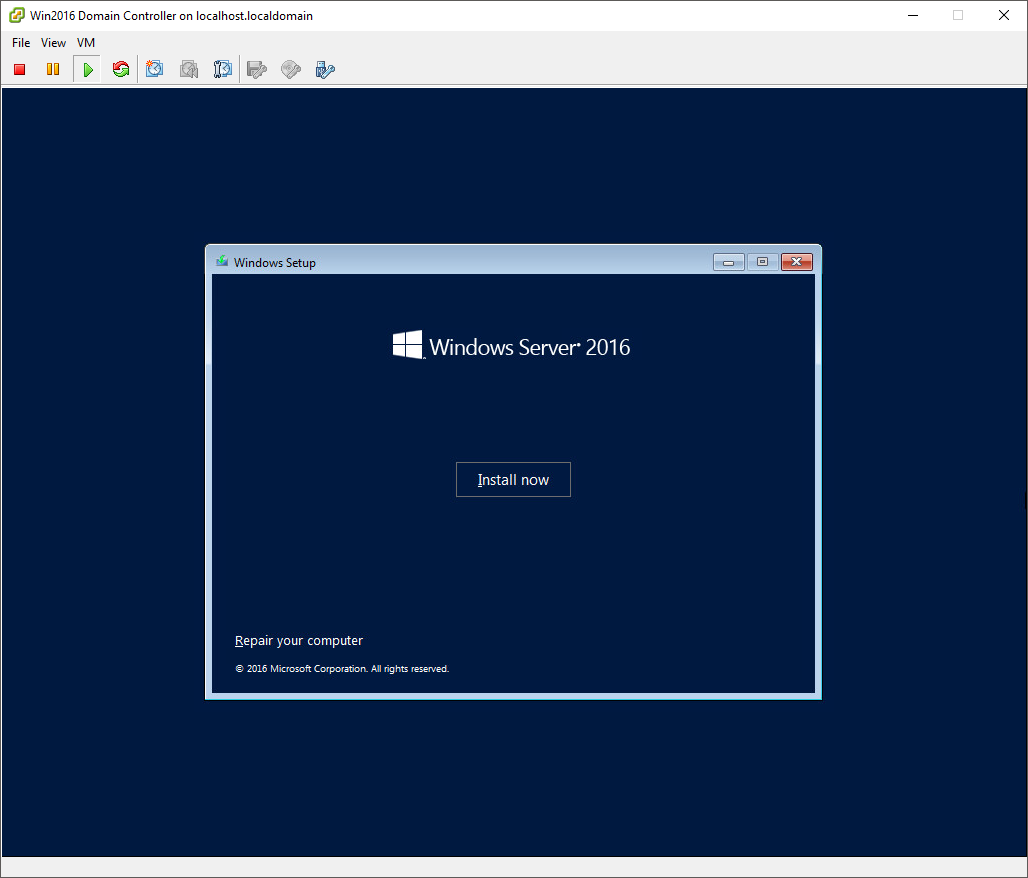 Win2016 Domain Controller on localhost.localdomain
File View VM
Windows Setup
Windows Server® 2016
Install now
Repair your computer
© 2016 Microsoft Corporation. All rights reserved.